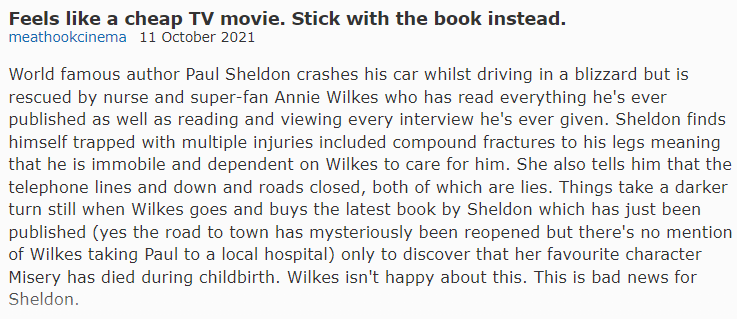 Feels like a cheap TV movie. Stick with the book instead.
meathookcinema 11 October 2021
World famous author Paul Sheldon crashes his car whilst driving in a blizzard but is
rescued by nurse and super-fan Annie Wilkes who has read everything he's ever
published as well as reading and viewing every interview he's ever given. Sheldon finds
himself trapped with multiple injuries included compound fractures to his legs meaning
that he is immobile and dependent on Wilkes to care for him. She also tells him that the
telephone lines and down and roads closed, both of which are lies. Things take a darker
turn still when Wilkes goes and buys the latest book by Sheldon which has just been
published (yes the road to town has mysteriously been reopened but there's no mention
of Wilkes taking Paul to a local hospital) only to discover that her favourite character
Misery has died during childbirth. Wilkes isn't happy about this. This is bad news for
Sheldon.